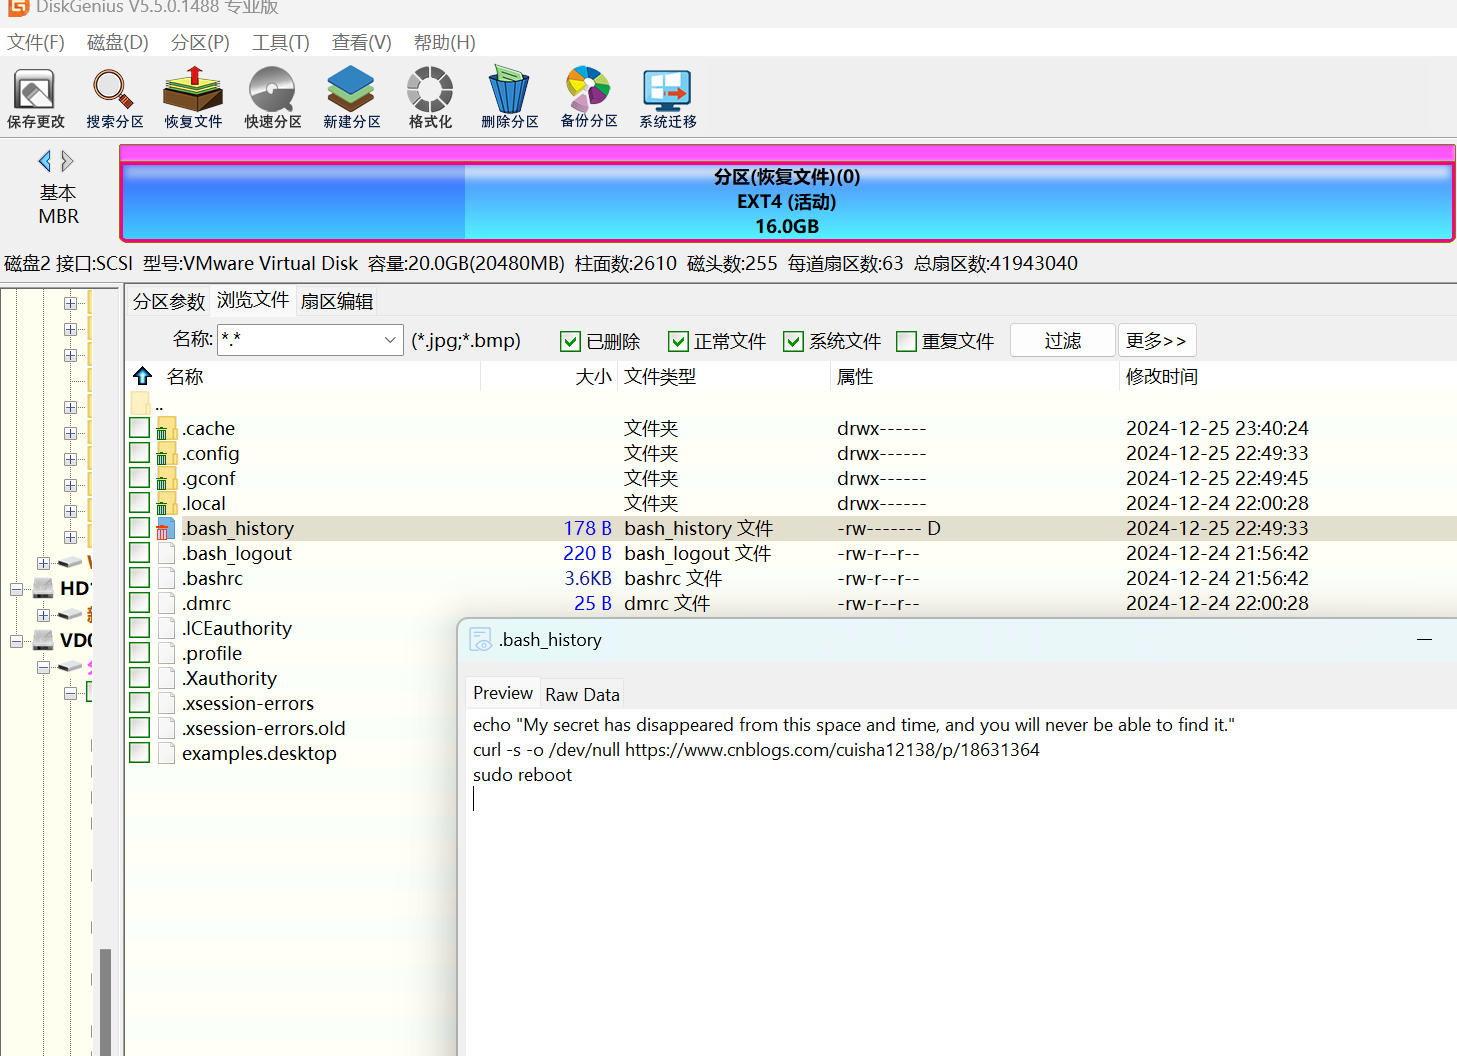 DiskGenius V5.5.0.1488 专业版
文件(F) 磁盘(D) 分区(P) 工具(T) 查看(V) 帮助(H)
保存更改 搜索分区 恢复文件 快速分区 新建分区 格式化 删除分区 备份分区 系统迁移
基本
MBR
分区(恢复文件)(0)
EXT4 (活动)
16.0GB
磁盘2 接口:SCSI 型号:VMware Virtual Disk 容量:20.0GB(20480MB) 柱面数:2610 磁头数:255 每道扇区数:63 总扇区数:41943040
分区参数 浏览文件 扇区编辑
名称: *.* (*.jpg;*.bmp) 已删除 正常文件 系统文件 重复文件 过滤 更多>>
名称 大小 文件类型 属性 修改时间
..
.cache 文件夹 drwx------ 2024-12-25 23:40:24
.config 文件夹 drwx------ 2024-12-25 22:49:33
.gconf 文件夹 drwx------ 2024-12-25 22:49:45
.local 文件夹 drwx------ 2024-12-24 22:00:28
.bash_history 178 B bash_history 文件 -rw------- D 2024-12-25 22:49:33
.bash_logout 220 B bash_logout 文件 -rw-r--r-- 2024-12-24 21:56:42
.bashrc 3.6KB bashrc 文件 -rw-r--r-- 2024-12-24 21:56:42
.dmrc 25 B dmrc 文件 -rw-r--r-- 2024-12-24 22:00:28
.ICEauthority
.profile
.Xauthority
.xsession-errors
.xsession-errors.old
examples.desktop
HD1
VD0
.bash_history
Preview Raw Data
echo "My secret has disappeared from this space and time, and you will never be able to find it."
curl -s -o /dev/null https://www.cnblogs.com/cuisha12138/p/18631364
sudo reboot